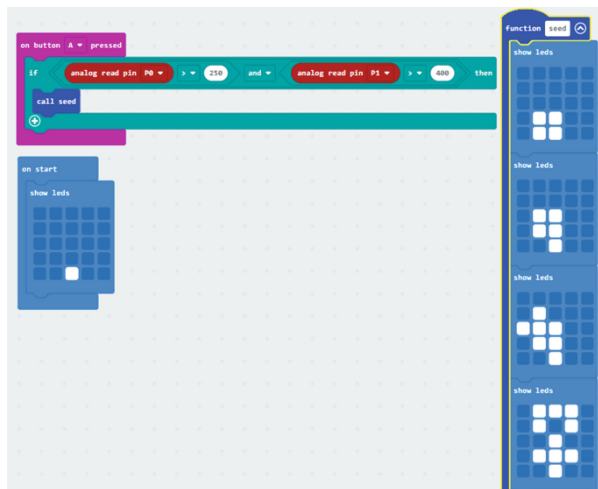 on button A pressed
if analog read pin P0 > 250 and analog read pin P1 > 400 then
call seed
on start
show leds
function seed
show leds
show leds
show leds
show leds